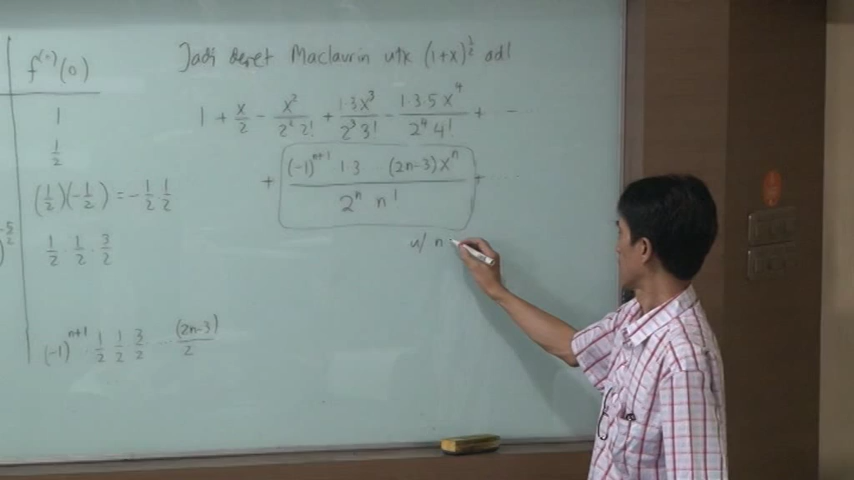 f⁽ⁿ⁾(0)
1
1/2
(1/2)(-1/2) = -1/2 1/2
1/2 · 1/2 · 3/2
(-1)^(n+1) 1/2 1/2 3/2 ... (2n-3)/2
Jadi deret Maclaurin utk (1+x)^(1/2) adl
1 + x/2 - x²/(2² 2!) + 1·3x³/(2³ 3!) - 1·3·5x⁴/(2⁴ 4!) + ...
+ (-1)^(n+1) 1·3 (2n-3)xⁿ/(2ⁿ n!) + ...
u/ n